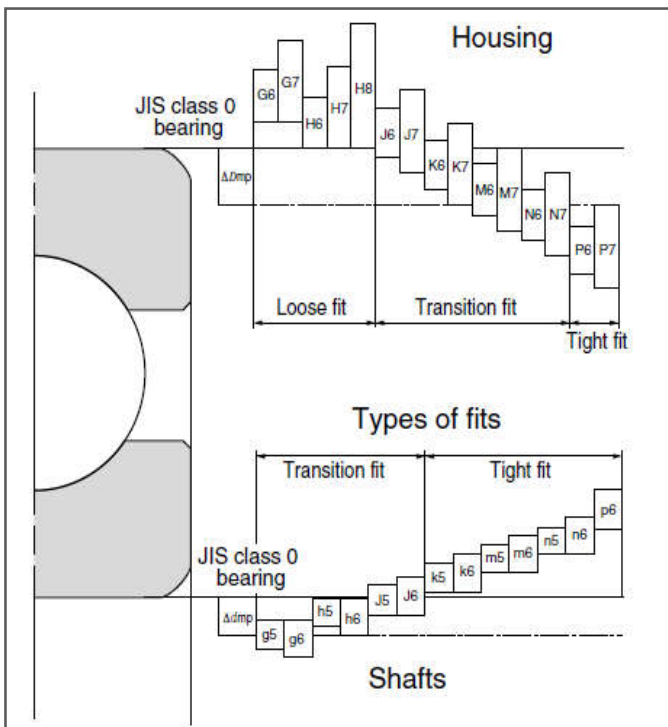 Housing
JIS class 0
bearing
ΔDmp
G6
G7
H6
H7
H8
J6
J7
K6
K7
M6
M7
N6
N7
P6
P7
Loose fit
Transition fit
Tight fit
Types of fits
Transition fit
Tight fit
JIS class 0
bearing
Δdmp
g5
g6
h5
h6
J5
J6
k5
k6
m5
m6
n5
n6
p6
Shafts